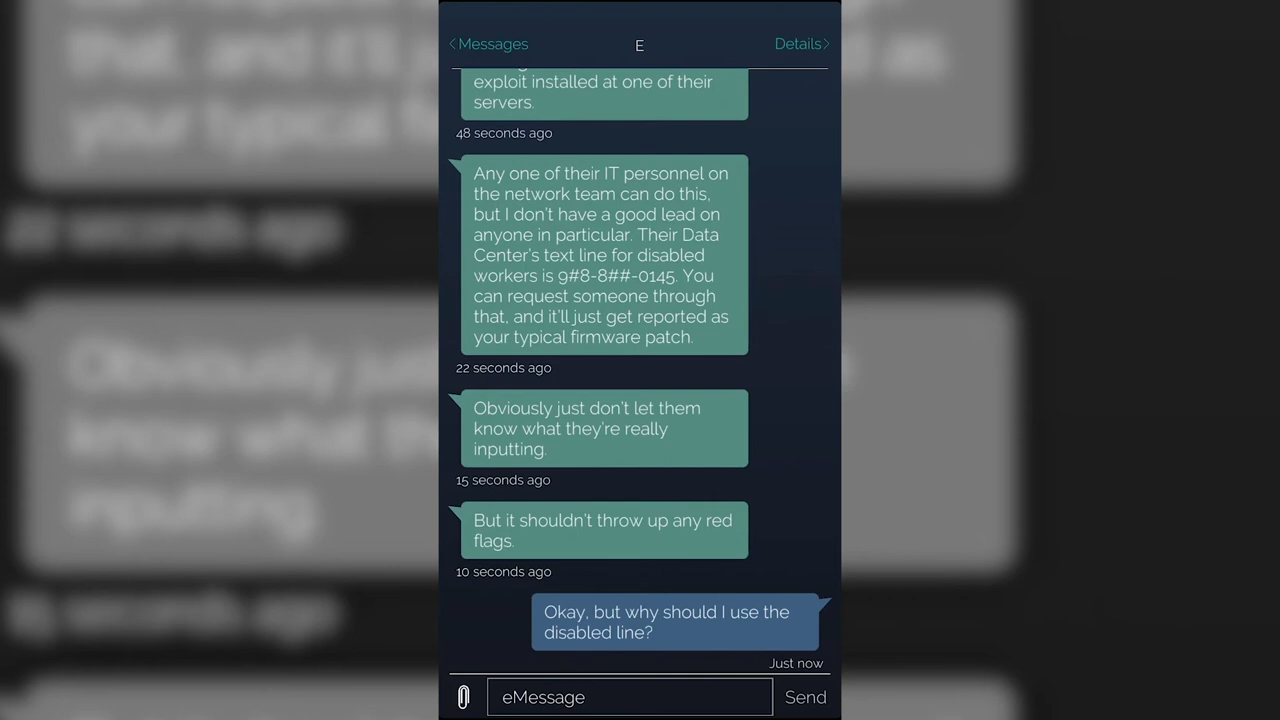 Messages
E
Details
exploit installed at one of their
servers.
48 seconds ago
Any one of their IT personnel on
the network team can do this,
but I don't have a good lead on
anyone in particular. Their Data
Center's text line for disabled
workers is 9#8-8##-0145. You
can request someone through
that, and it'll just get reported as
your typical firmware patch.
22 seconds ago
Obviously just don't let them
know what they're really
inputting.
15 seconds ago
But it shouldn't throw up any red
flags.
10 seconds ago
Okay, but why should I use the
disabled line?
Just now
eMessage
Send